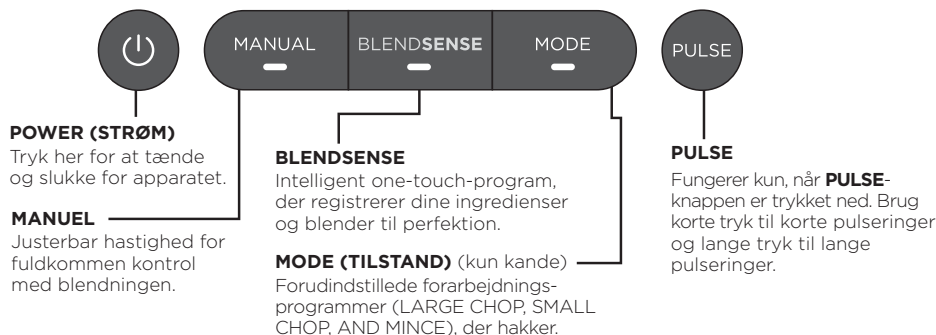 MANUAL
BLENDSENSE
MODE
PULSE
POWER (STRØM)
Tryk her for at tænde
og slukke for apparatet.
MANUEL
Justerbar hastighed for
fuldkommen kontrol
med blendningen.
BLENDSENSE
Intelligent one-touch-program,
der registrerer dine ingredienser
og blender til perfektion.
MODE (TILSTAND) (kun kande)
Forudindstillede forarbejdnings-
programmer (LARGE CHOP, SMALL
CHOP, AND MINCE), der hakker.
PULSE
Fungerer kun, når PULSE-
knappen er trykket ned. Brug
korte tryk til korte pulseringer
og lange tryk til lange
pulseringer.